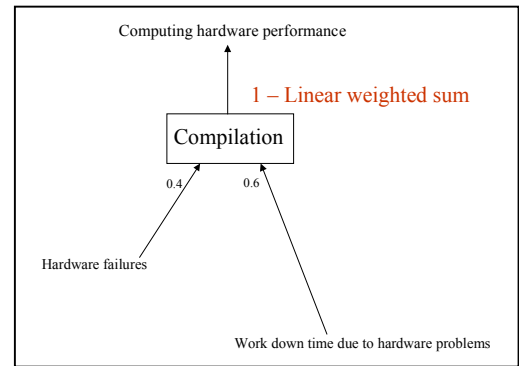 Computing hardware performance
1 – Linear weighted sum
Compilation
0.4
0.6
Hardware failures
Work down time due to hardware problems